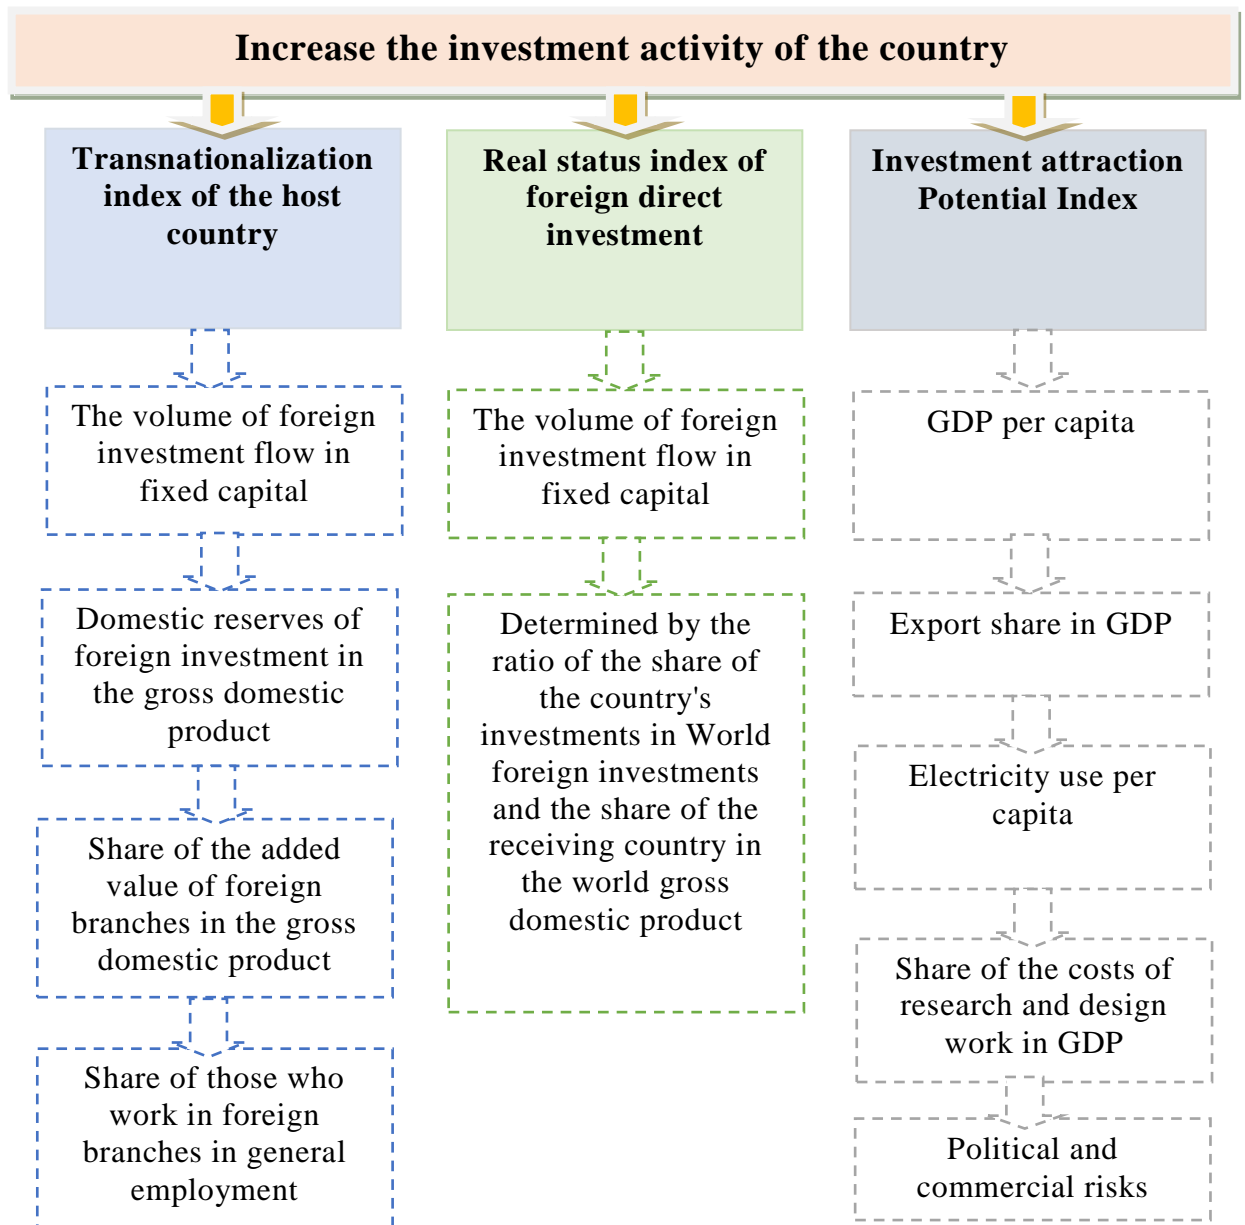 Increase the investment activity of the country
Transnationalization
index of the host
country
The volume of foreign
investment flow in
fixed capital
Domestic reserves of
foreign investment in
the gross domestic
product
Share of the added
value of foreign
branches in the gross
domestic product
Share of those who
work in foreign
branches in general
employment
Real status index of
foreign direct
investment
The volume of foreign
investment flow in
fixed capital
Determined by the
ratio of the share of
the country's
investments in World
foreign investments
and the share of the
receiving country in
the world gross
domestic product
Investment attraction
Potential Index
GDP per capita
Export share in GDP
Electricity use per
capita
Share of the costs of
research and design
work in GDP
Political and
commercial risks